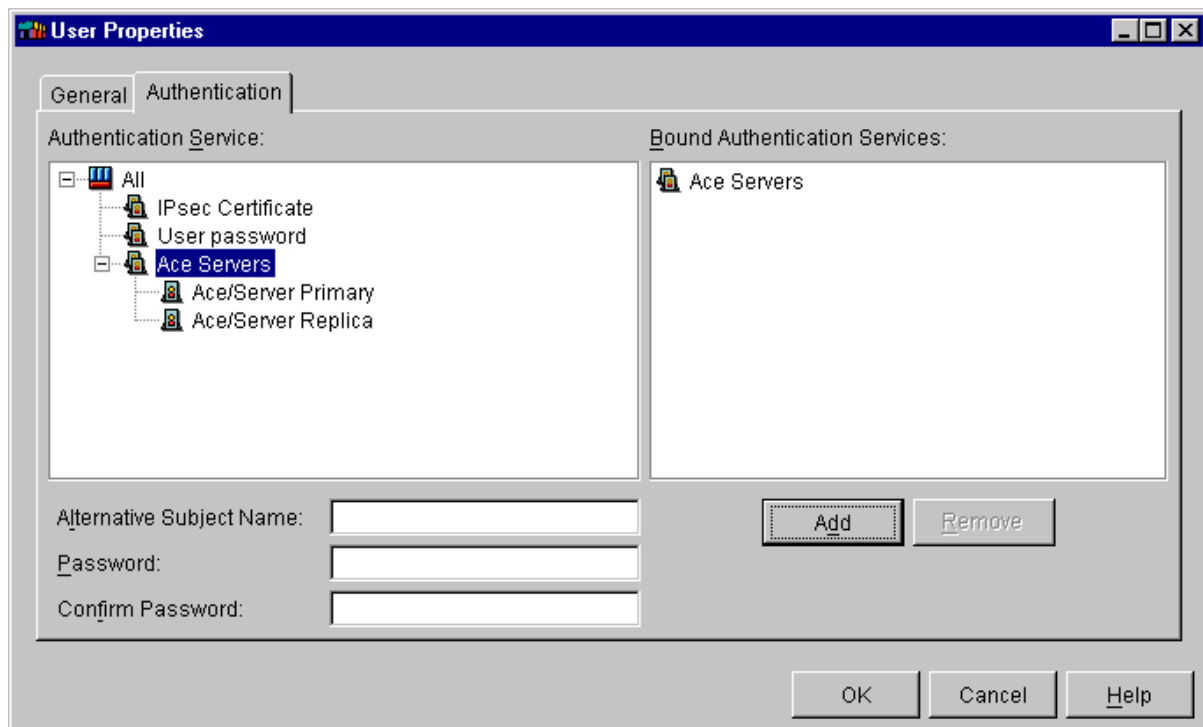 User Properties
General Authentication
Authentication Service: Bound Authentication Services:
All Ace Servers
IPsec Certificate
User password
Ace Servers
Ace/Server Primary
Ace/Server Replica
Alternative Subject Name: Add Remove
Password:
Confirm Password:
OK Cancel Help